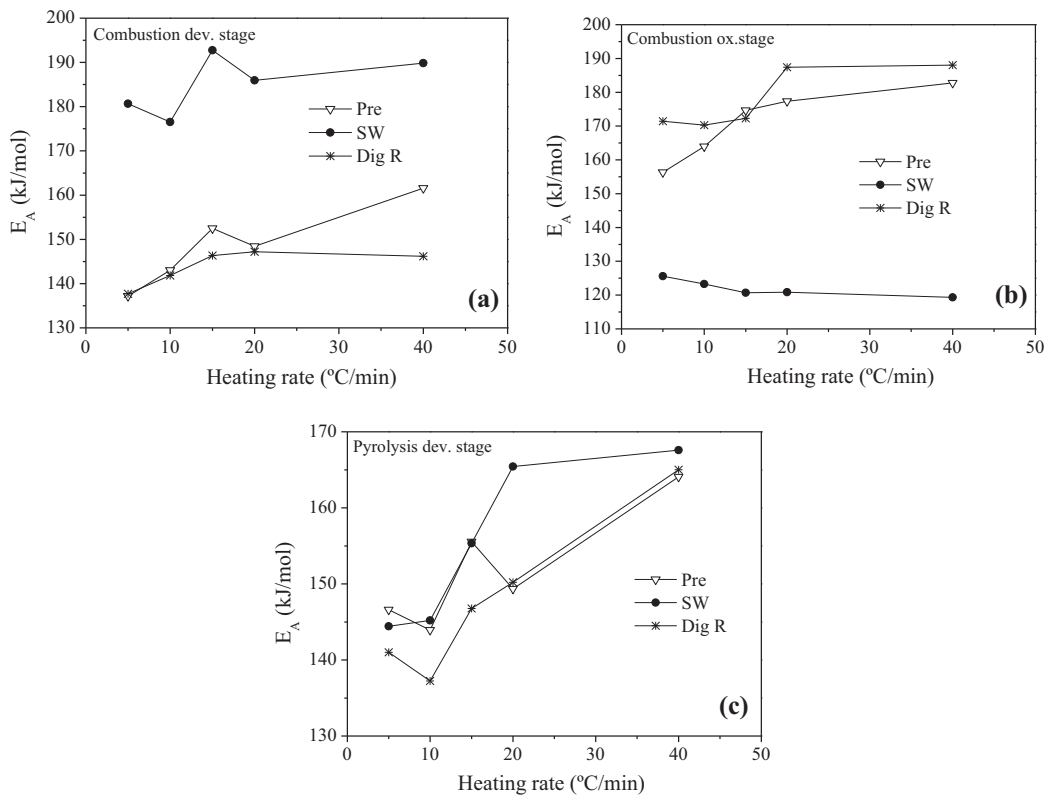 Combustion dev. stage
200
190
180
170
160
150
140
130
E_A (kJ/mol)
Pre
SW
Dig R
(a)
0 10 20 30 40 50
Heating rate (ºC/min)
Combustion ox.stage
200
190
180
170
160
150
140
130
120
110
E_A (kJ/mol)
Pre
SW
Dig R
(b)
0 10 20 30 40 50
Heating rate (ºC/min)
Pyrolysis dev. stage
170
160
150
140
130
E_A (kJ/mol)
Pre
SW
Dig R
(c)
0 10 20 30 40 50
Heating rate (ºC/min)